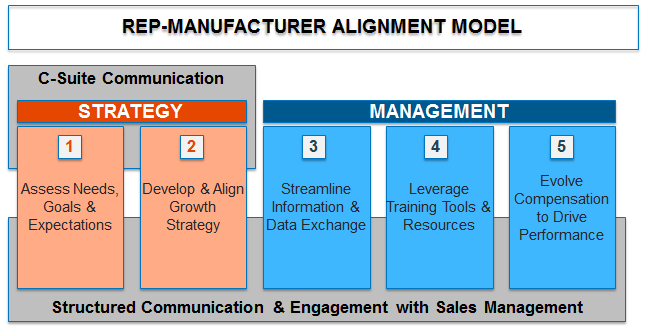 REP-MANUFACTURER ALIGNMENT MODEL
C-Suite Communication
STRATEGY
MANAGEMENT
1
Assess Needs,
Goals &
Expectations
2
Develop & Align
Growth
Strategy
3
Streamline
Information &
Data Exchange
4
Leverage
Training Tools &
Resources
5
Evolve
Compensation
to Drive
Performance
Structured Communication & Engagement with Sales Management